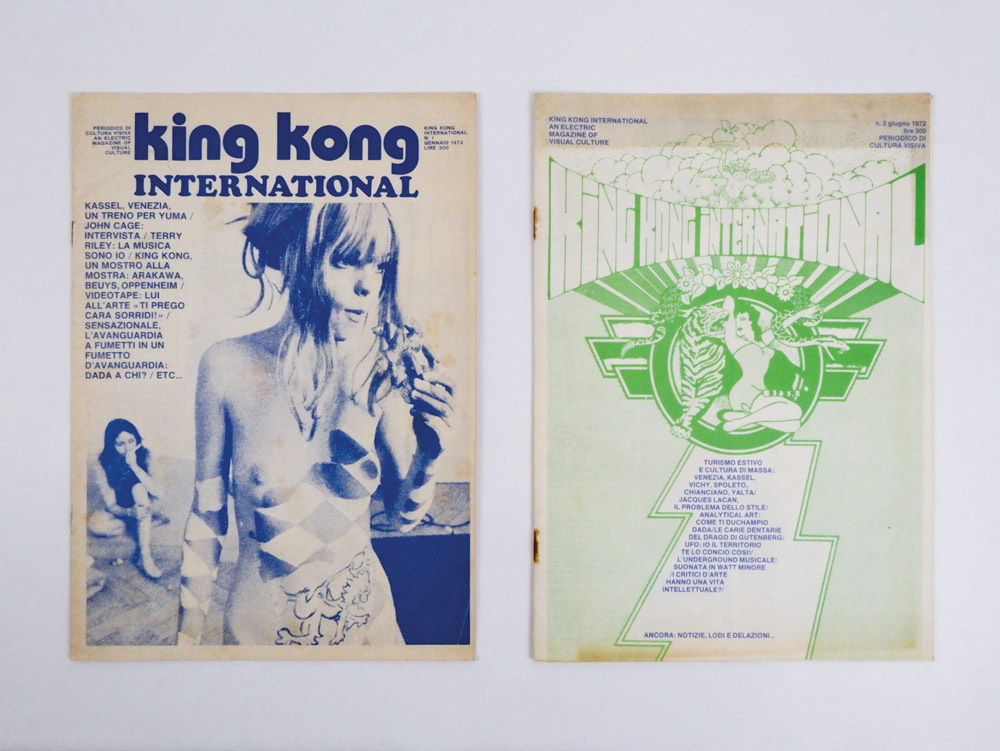 PERIODICO DI
CULTURA VISIVA
AN ELECTRIC
MAGAZINE OF
VISUAL
CULTURE
king kong
INTERNATIONAL
KING KONG
INTERNATIONAL
N. 1
GENNAIO 1972
LIRE 300
KASSEL, VENEZIA,
UN TRENO PER YUMA /
JOHN CAGE:
INTERVISTA / TERRY
RILEY: LA MUSICA
SONO IO / KING KONG,
UN MOSTRO ALLA
MOSTRA: ARAKAWA,
BEUYS, OPPENHEIM /
VIDEOTAPE: LUI
ALL'ARTE «TI PREGO
CARA SORRIDI!» /
SENSAZIONALE,
L'AVANGUARDIA
A FUMETTI IN UN
FUMETTO
D'AVANGUARDIA:
DADA A CHI? / ETC...
KING KONG INTERNATIONAL
AN ELECTRIC
MAGAZINE OF
VISUAL CULTURE
n. 2 giugno 1972
lire 300
PERIODICO DI
CULTURA VISIVA
KING KONG INTERNATIONAL
TURISMO ESTIVO
E CULTURA DI MASSA:
VENEZIA, KASSEL,
VICHY, SPOLETO,
CHIANCIANO, YALTA/
JACQUES LACAN,
IL PROBLEMA DELLO STILE/
ANALYTICAL ART:
COME TI DUCHAMPIO
DADA/LE CARIE DENTARIE
DEL DRAGO DI GUTENBERG/
UFO: IO IL TERRITORIO
TE LO CONCIO COSI!/
L'UNDERGROUND MUSICALE:
SUONATA IN WATT MINORE
/I CRITICI D'ARTE
HANNO UNA VITA
INTELLETTUALE?/
ANCORA: NOTIZIE, LODI E DELAZIONI...